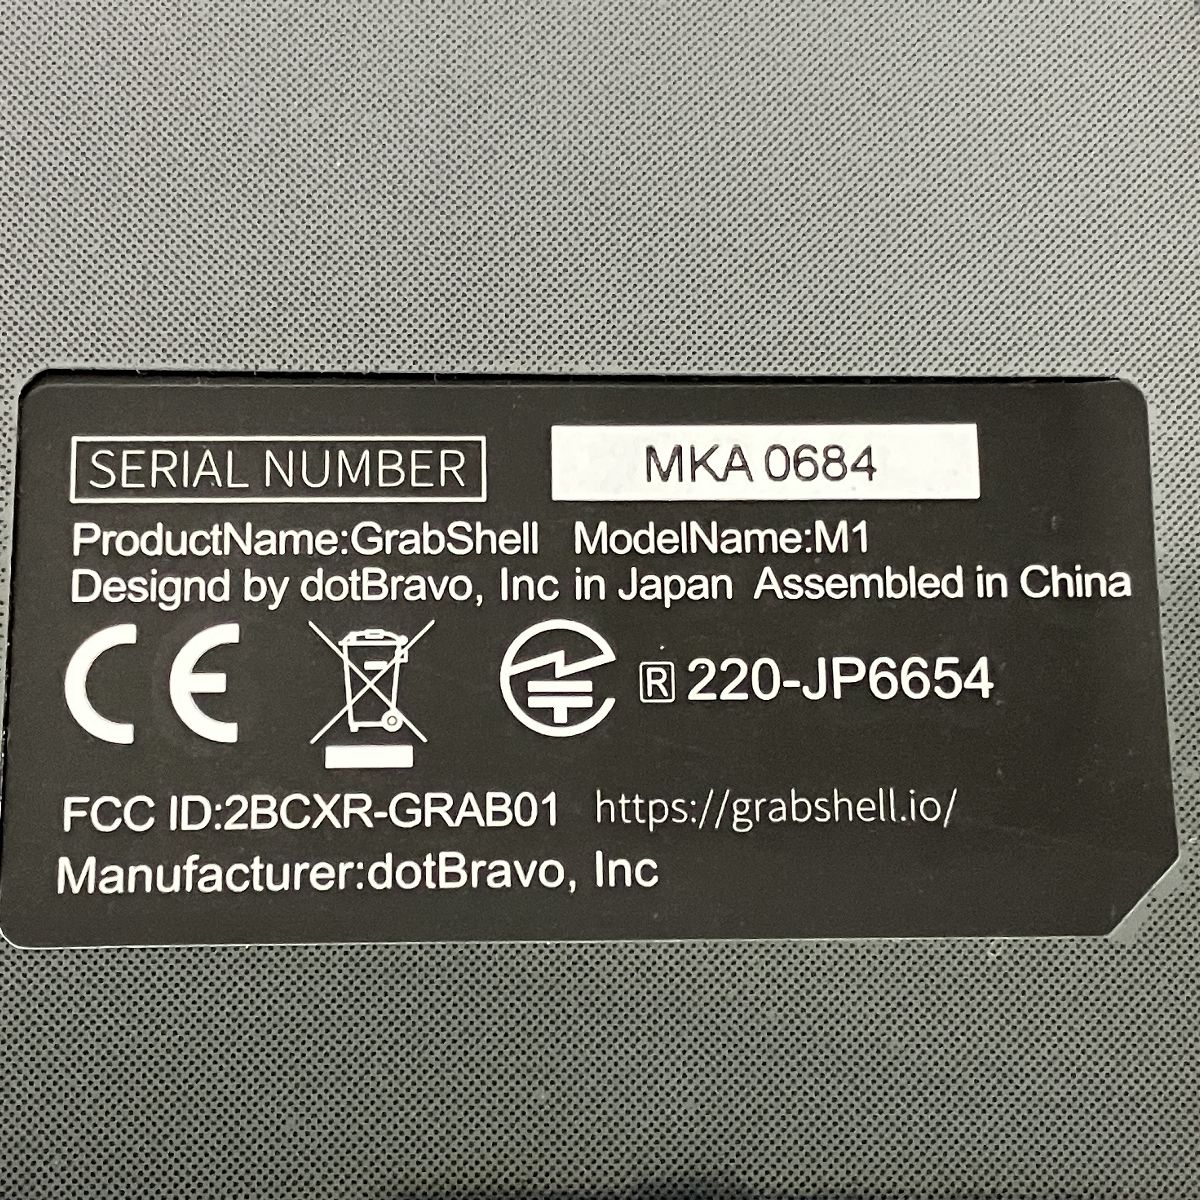 SERIAL NUMBER MKA 0684
ProductName:GrabShell ModelName:M1
Designd by dotBravo, Inc in Japan Assembled in China
CE R 220-JP6654
FCC ID:2BCXR-GRAB01 https://grabshell.io/
Manufacturer:dotBravo, Inc